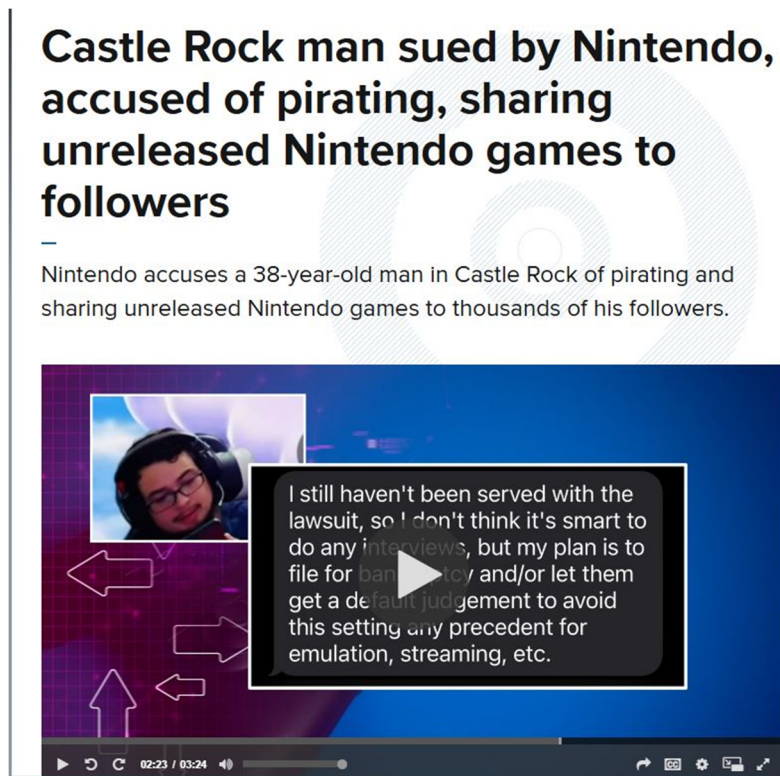 Castle Rock man sued by Nintendo,
accused of pirating, sharing
unreleased Nintendo games to
followers
Nintendo accuses a 38-year-old man in Castle Rock of pirating and
sharing unreleased Nintendo games to thousands of his followers.
I still haven't been served with the
lawsuit, so I don't think it's smart to
do any interviews, but my plan is to
file for bankruptcy and/or let them
get a default judgement to avoid
this setting any precedent for
emulation, streaming, etc.
02:23 / 03:24
CC